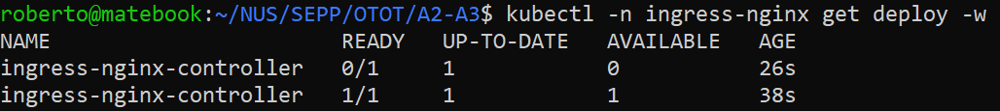 roberto@matebook:~/NUS/SEPP/OTOT/A2-A3$ kubectl -n ingress-nginx get deploy -w
NAME                       READY   UP-TO-DATE   AVAILABLE   AGE
ingress-nginx-controller   0/1     1            0           26s
ingress-nginx-controller   1/1     1            1           38s